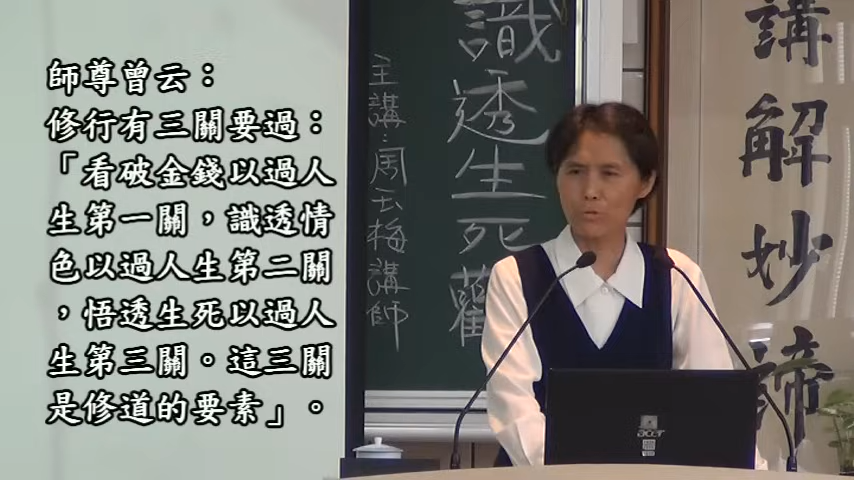 師尊曾云：
修行有三關要過：
「看破金錢以過人
生第一關，識透情
色以過人生第二關
，悟透生死以過人
生第三關。這三關
是修道的要素」。
主講：周玉梅講師
識透生死
講解妙諦
acer